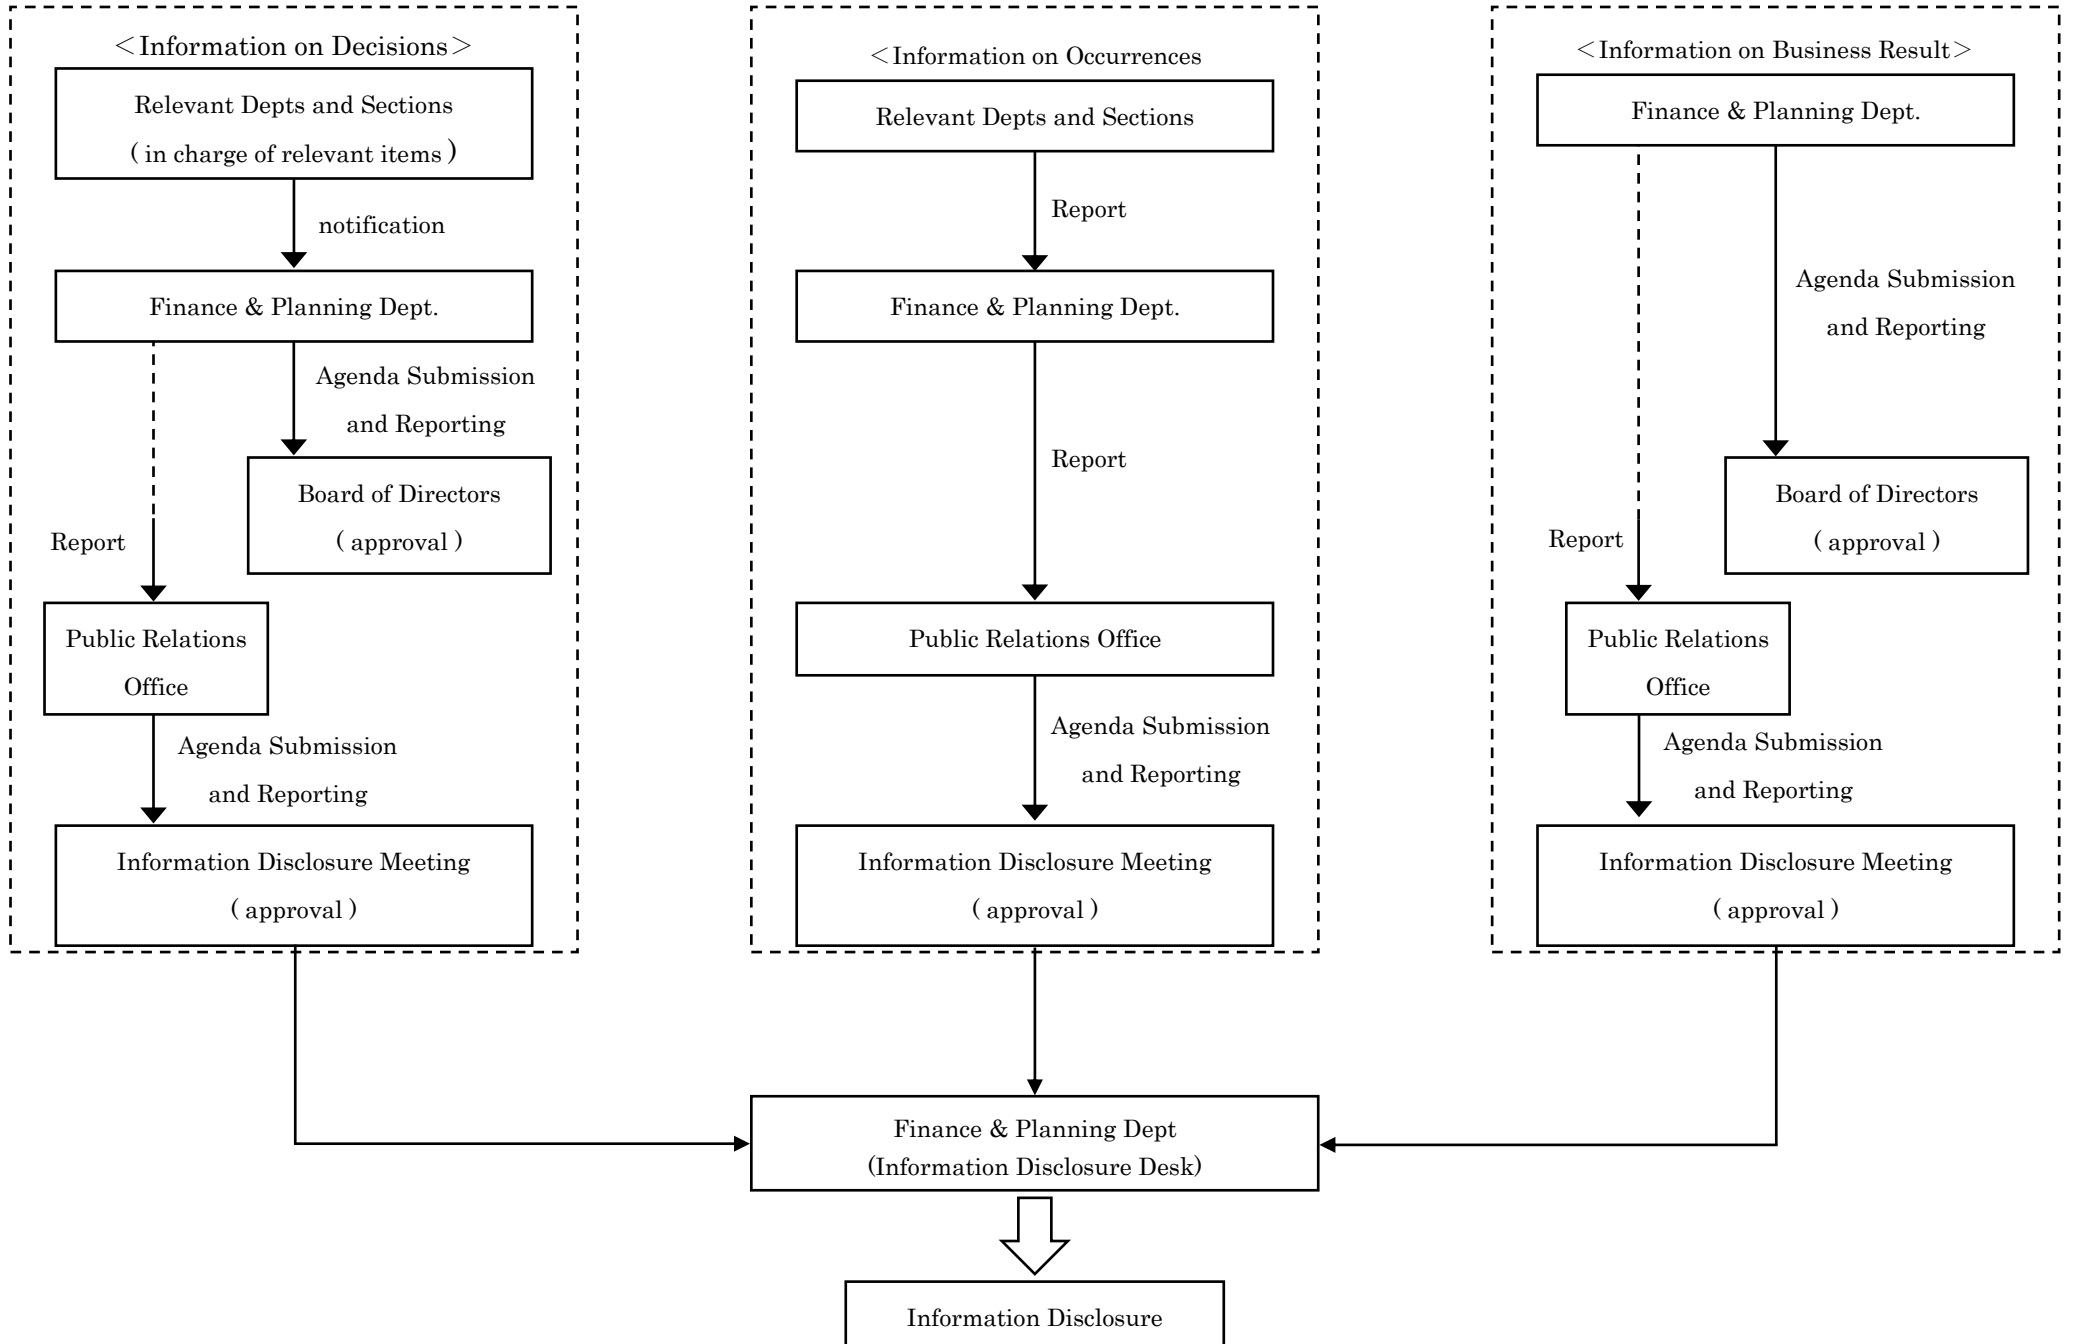 ＜Information on Decisions＞
Relevant Depts and Sections
( in charge of relevant items )
notification
Finance & Planning Dept.
Agenda Submission
and Reporting
Board of Directors
( approval )
Report
Public Relations
Office
Agenda Submission
and Reporting
Information Disclosure Meeting
( approval )
＜Information on Occurrences
Relevant Depts and Sections
Report
Finance & Planning Dept.
Report
Public Relations Office
Agenda Submission
and Reporting
Information Disclosure Meeting
( approval )
＜Information on Business Result＞
Finance & Planning Dept.
Agenda Submission
and Reporting
Board of Directors
( approval )
Report
Public Relations
Office
Agenda Submission
and Reporting
Information Disclosure Meeting
( approval )
Finance & Planning Dept
(Information Disclosure Desk)
Information Disclosure